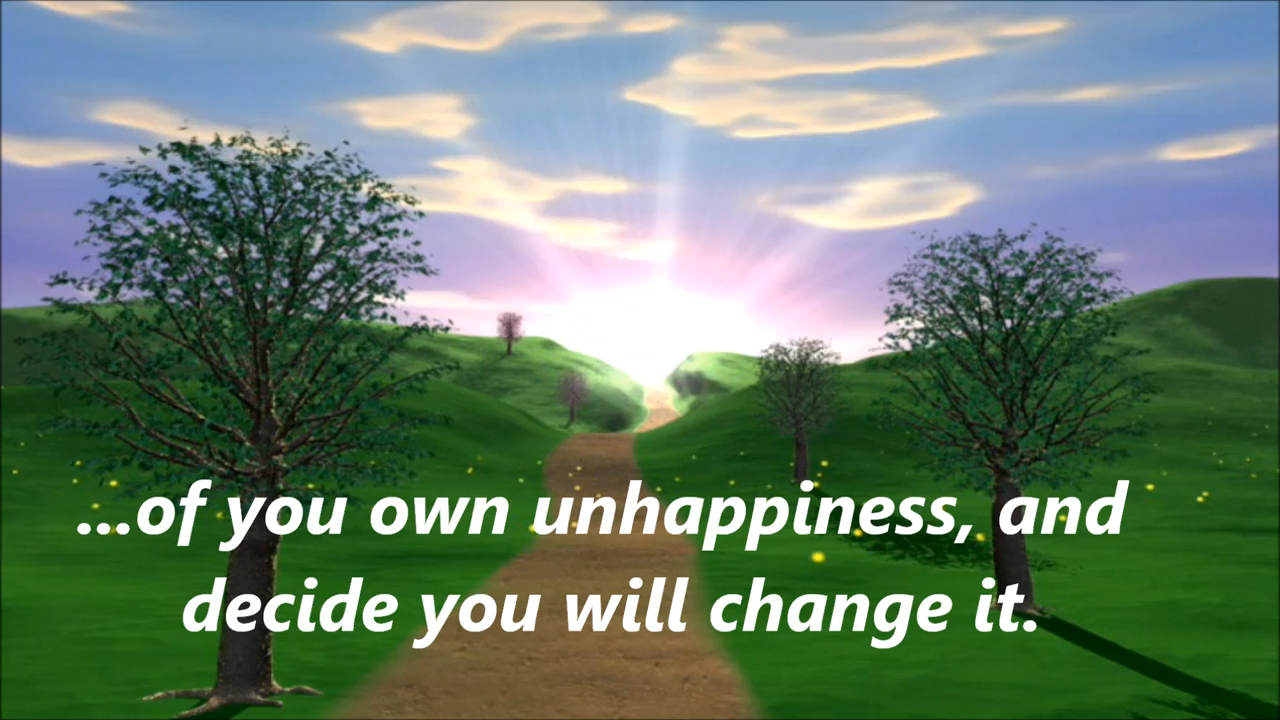 ...of you own unhappiness, and
decide you will change it.